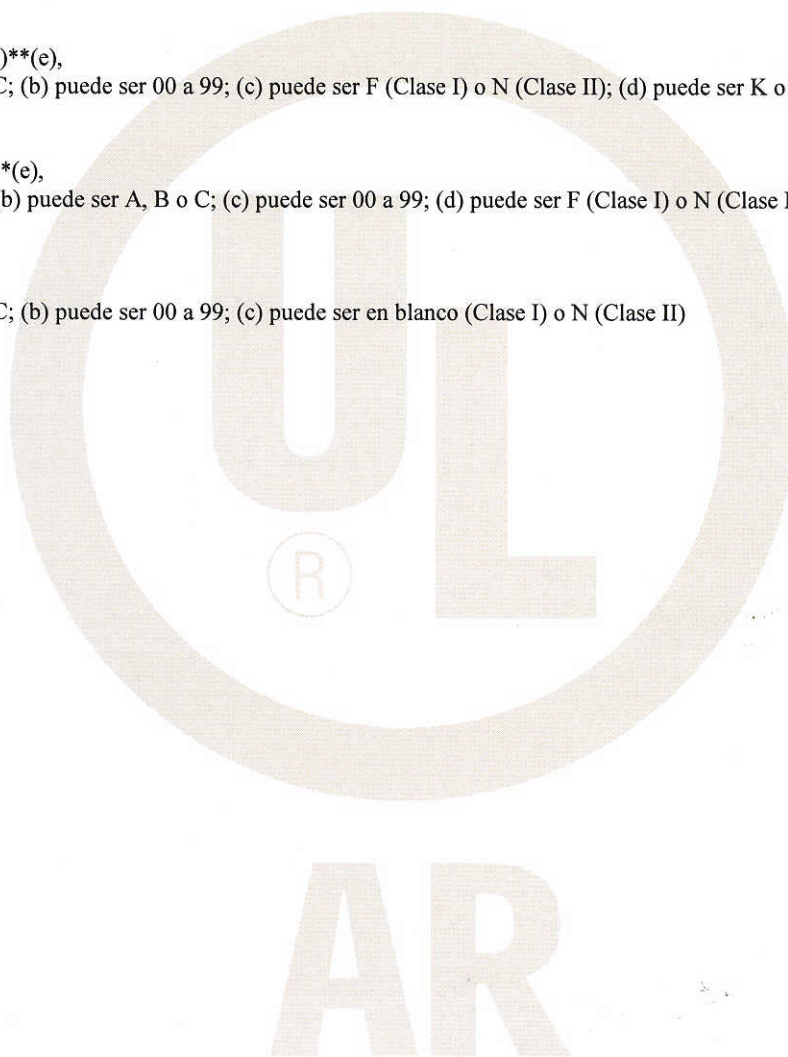 )**(e),
C; (b) puede ser 00 a 99; (c) puede ser F (Clase I) o N (Clase II); (d) puede ser K o
*(e),
(b) puede ser A, B o C; (c) puede ser 00 a 99; (d) puede ser F (Clase I) o N (Clase I
C; (b) puede ser 00 a 99; (c) puede ser en blanco (Clase I) o N (Clase II)
UL
®
AR